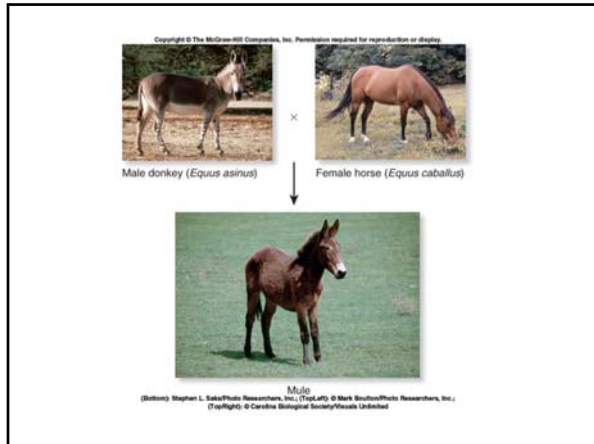 Copyright © The McGraw-Hill Companies, Inc. Permission required for reproduction or display.
×
Male donkey (Equus asinus)
Female horse (Equus caballus)
Mule
(Bottom): Stephen L. Saks/Photo Researchers, Inc.; (TopLeft): © Mark Boulton/Photo Researchers, Inc.;
(TopRight): © Carolina Biological Society/Visuals Unlimited